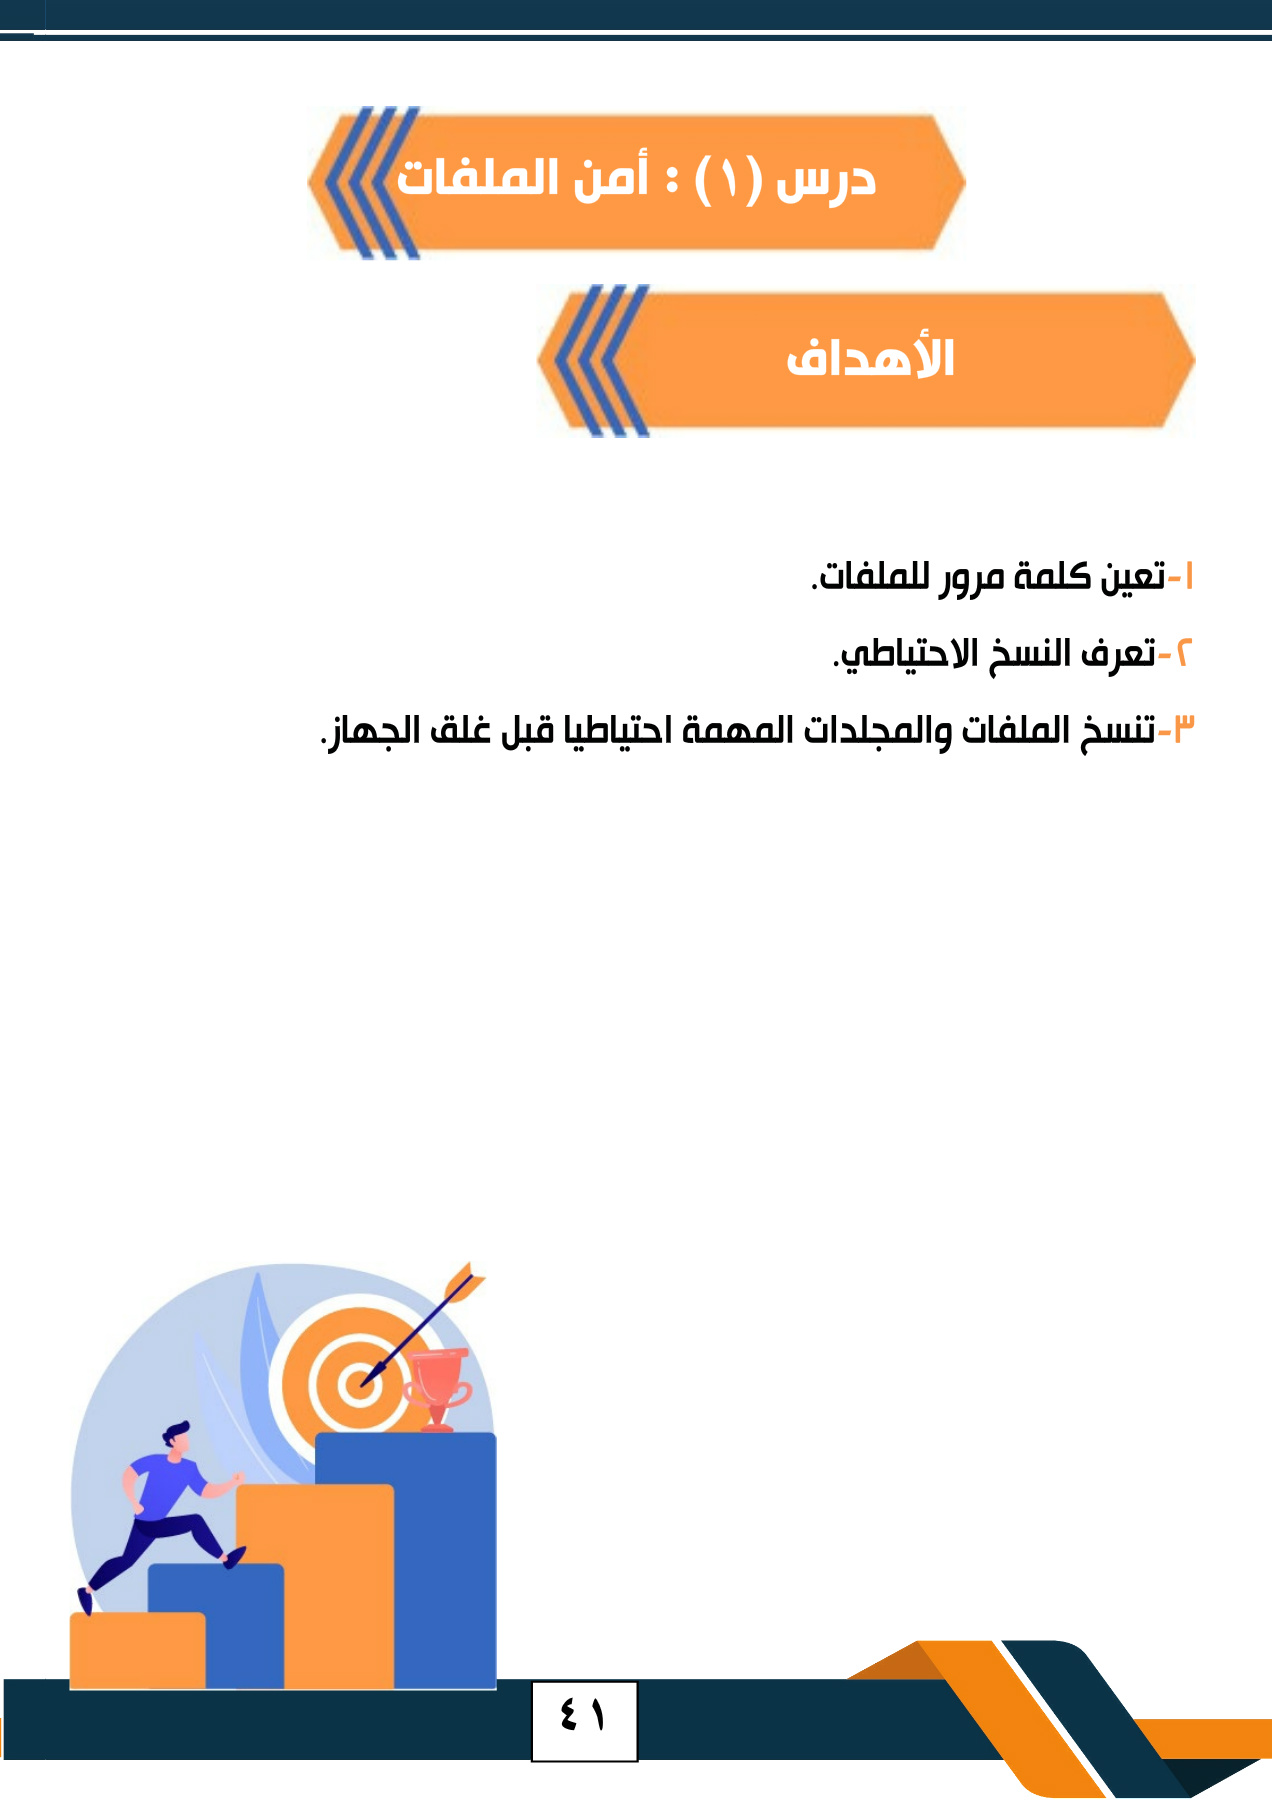 درس (١) : أمن الملفات
الأهداف
١-تعين كلمة مرور للملفات.
٢-تعرف النسخ الاحتياطي.
٣-تنسخ الملفات والمجلدات المهمة احتياطيا قبل غلق الجهاز.
٤١